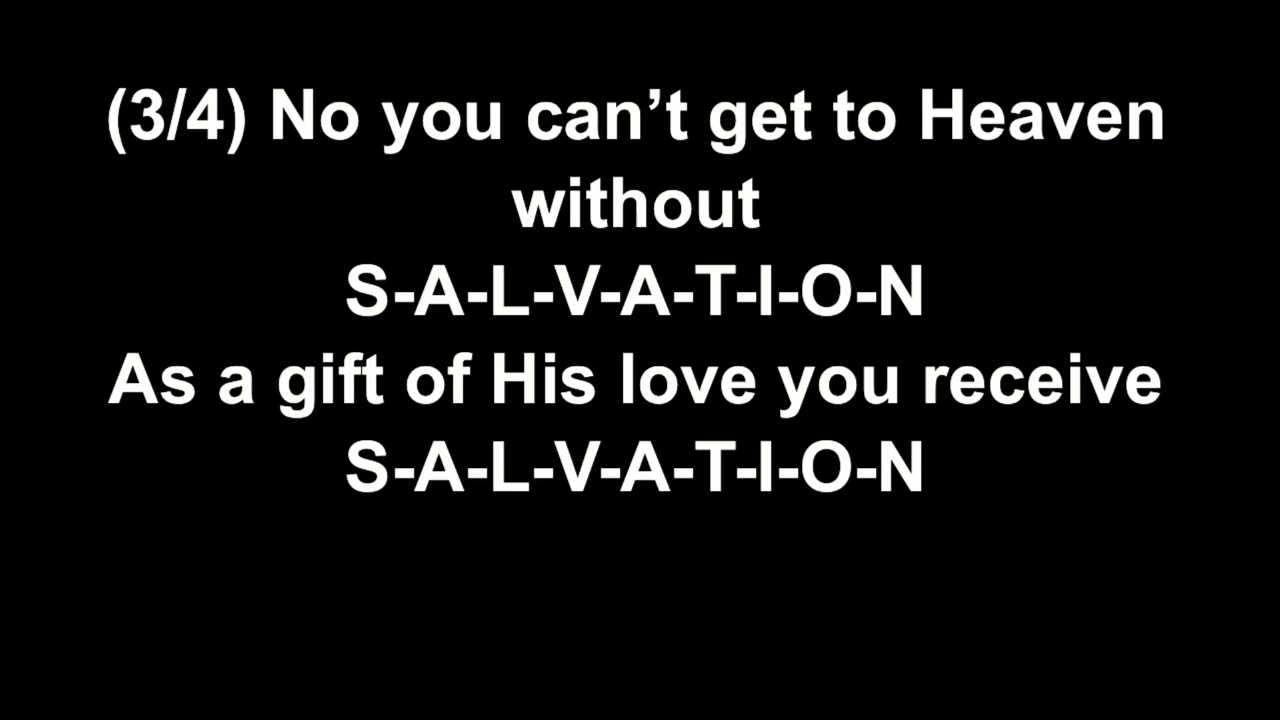 (3/4) No you can’t get to Heaven
without
S-A-L-V-A-T-I-O-N
As a gift of His love you receive
S-A-L-V-A-T-I-O-N